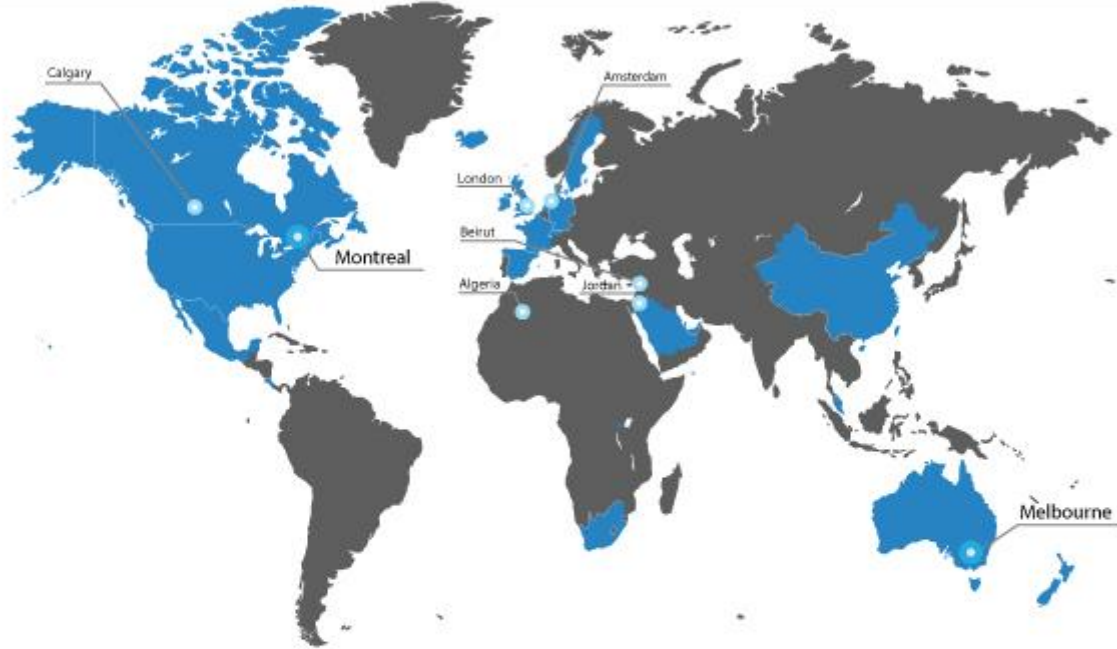 Calgary
Amsterdam
London
Beirut
Montreal
Algeria
Jordan
Melbourne